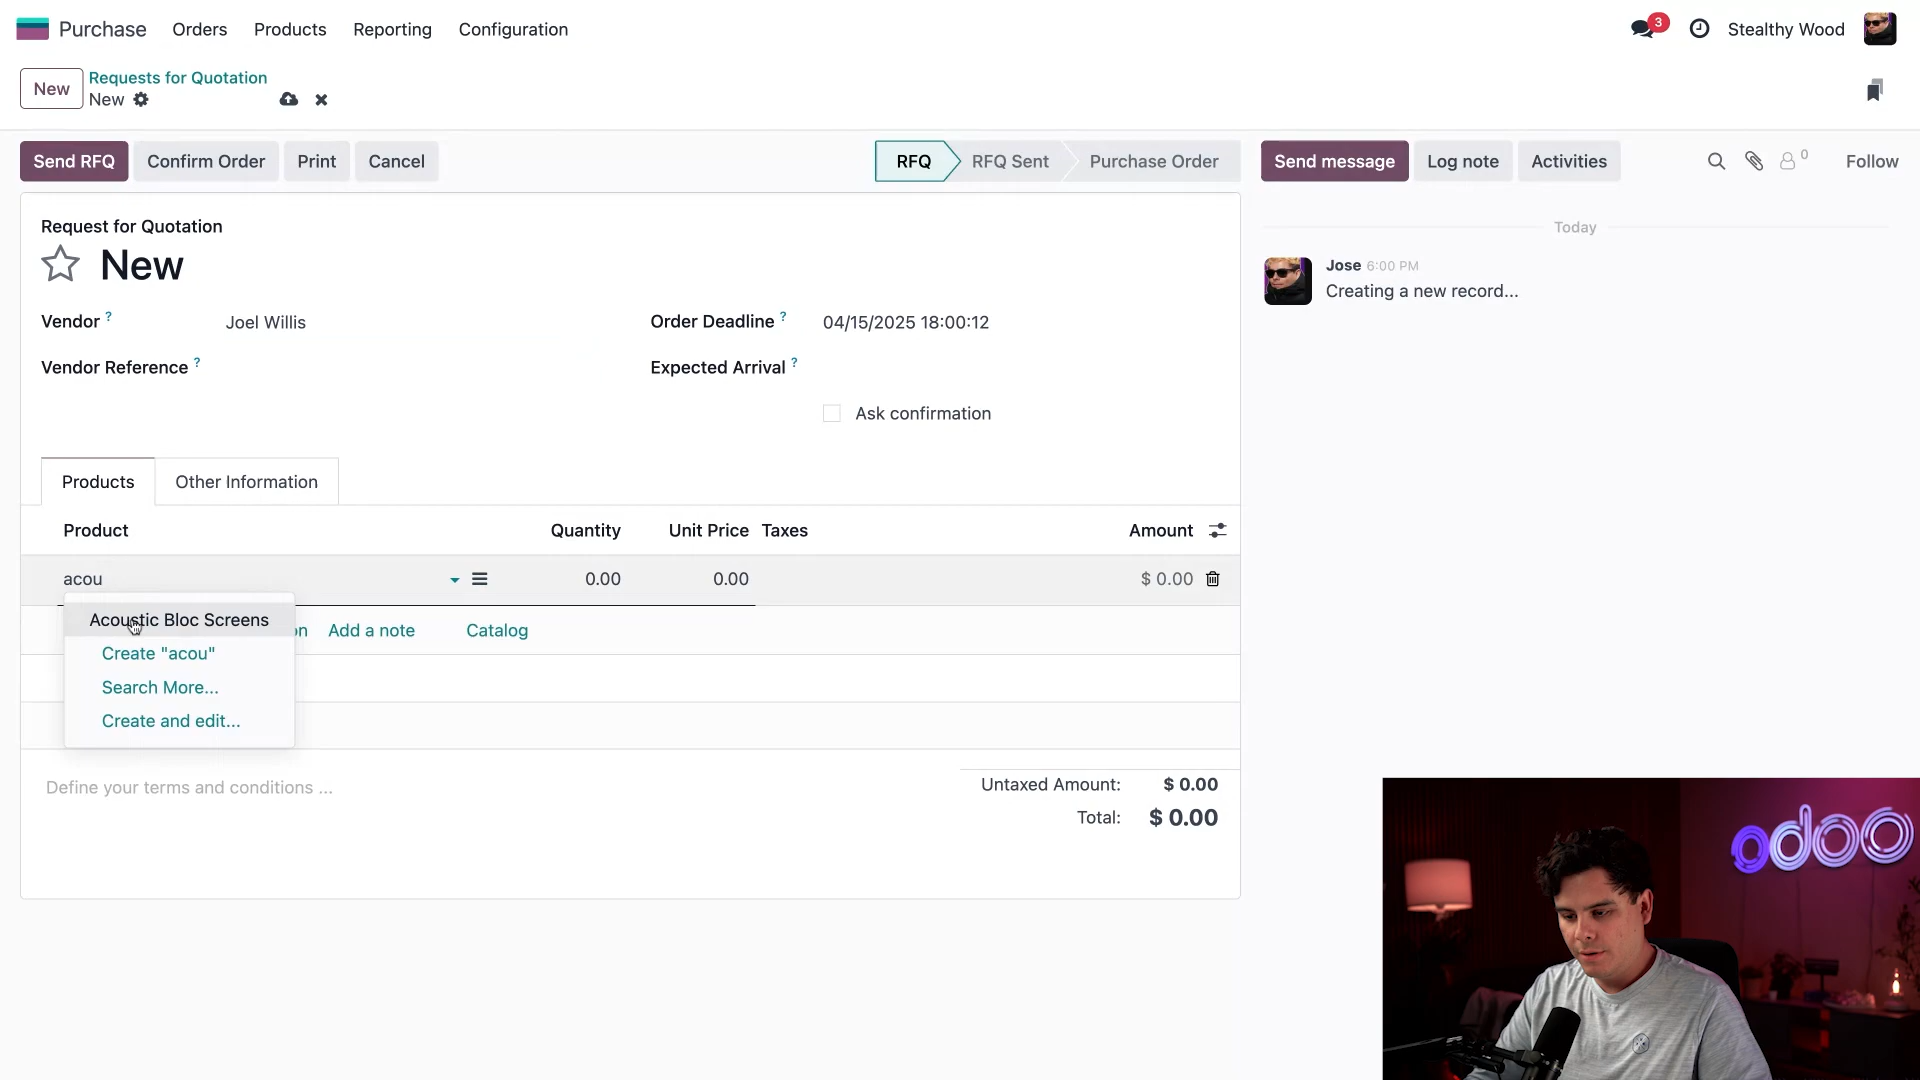 Purchase Orders Products Reporting Configuration 3 Stealthy Wood
New Requests for Quotation
New
Send RFQ Confirm Order Print Cancel RFQ RFQ Sent Purchase Order Send message Log note Activities 0 Follow
Request for Quotation
New
Vendor ? Joel Willis Order Deadline ? 04/15/2025 18:00:12
Vendor Reference ? Expected Arrival ?
Ask confirmation
Today
Jose 6:00 PM
Creating a new record...
Products Other Information
Product Quantity Unit Price Taxes Amount
acou 0.00 0.00 $ 0.00
Acoustic Bloc Screens
on Add a note Catalog
Create "acou"
Search More...
Create and edit...
Define your terms and conditions ...
Untaxed Amount: $ 0.00
Total: $ 0.00
odoo